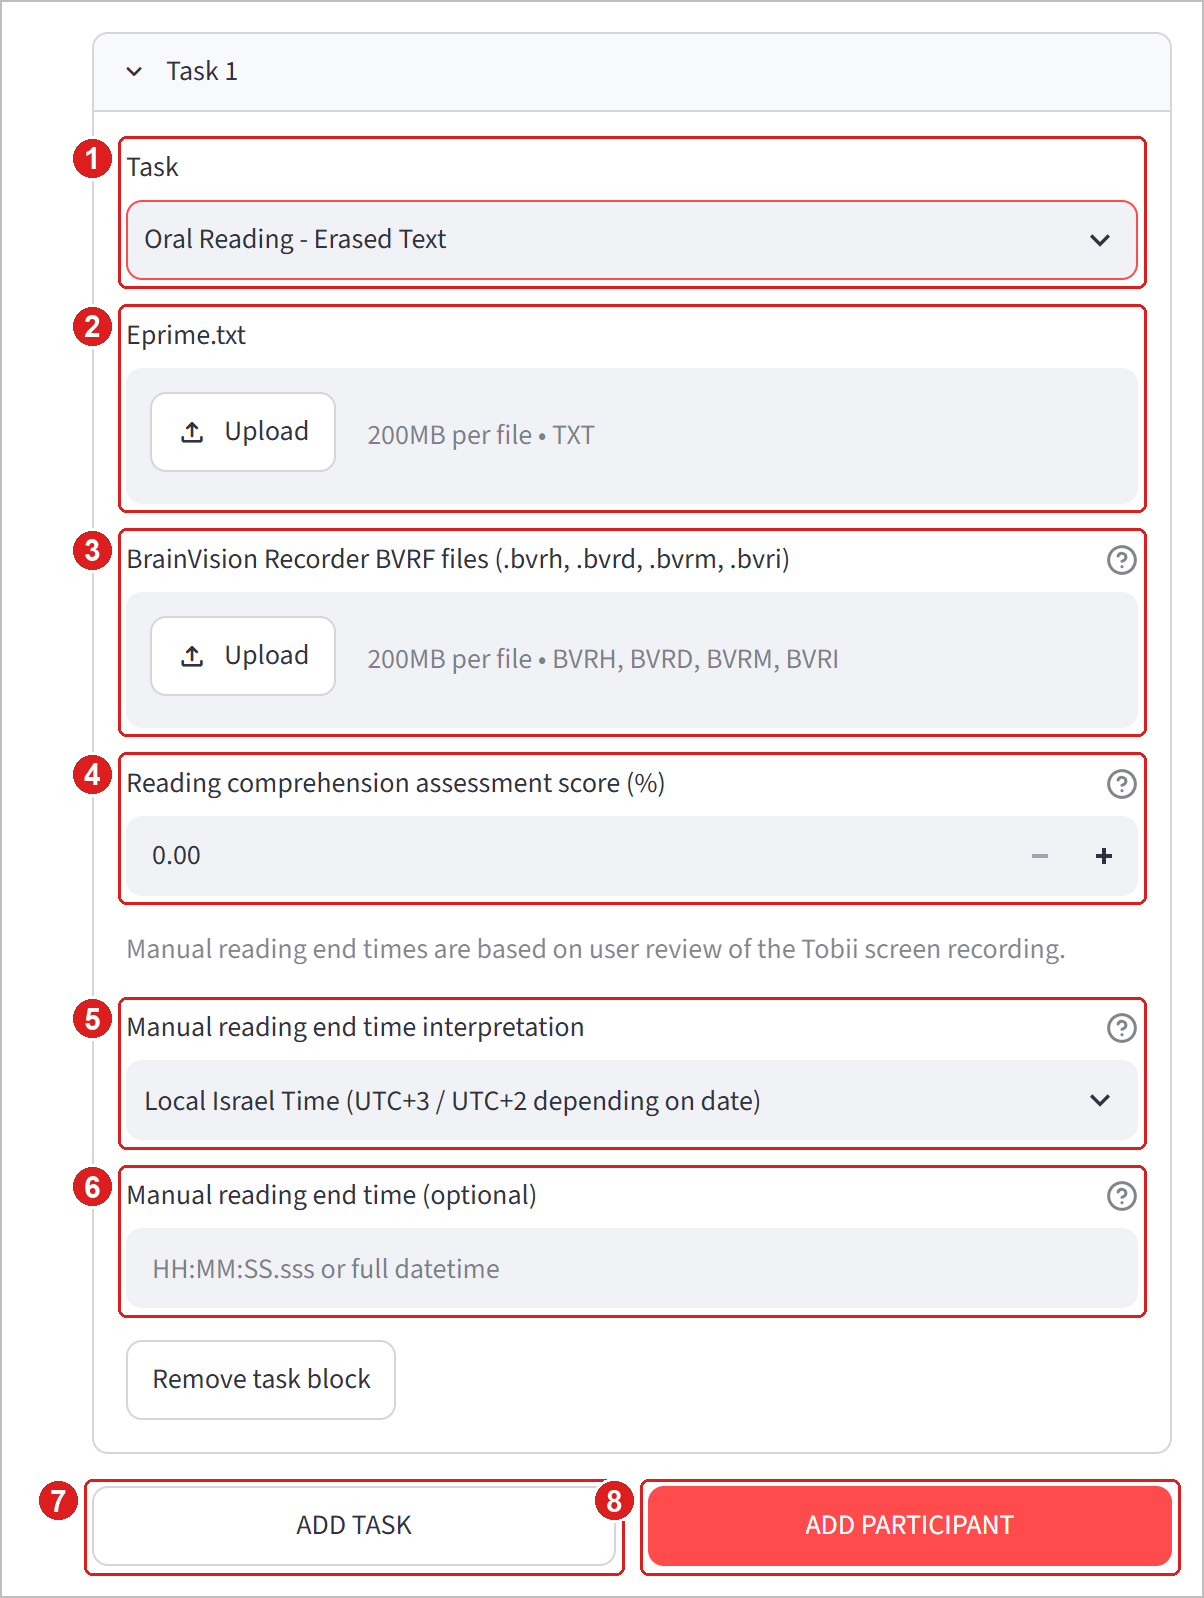 Task 1
1
Task
Oral Reading - Erased Text
2
Eprime.txt
Upload
200MB per file • TXT
3
BrainVision Recorder BVRF files (.bvrh, .bvrd, .bvrm, .bvri)
Upload
200MB per file • BVRH, BVRD, BVRM, BVRI
4
Reading comprehension assessment score (%)
0.00
Manual reading end times are based on user review of the Tobii screen recording.
5
Manual reading end time interpretation
Local Israel Time (UTC+3 / UTC+2 depending on date)
6
Manual reading end time (optional)
HH:MM:SS.sss or full datetime
Remove task block
7
ADD TASK
8
ADD PARTICIPANT